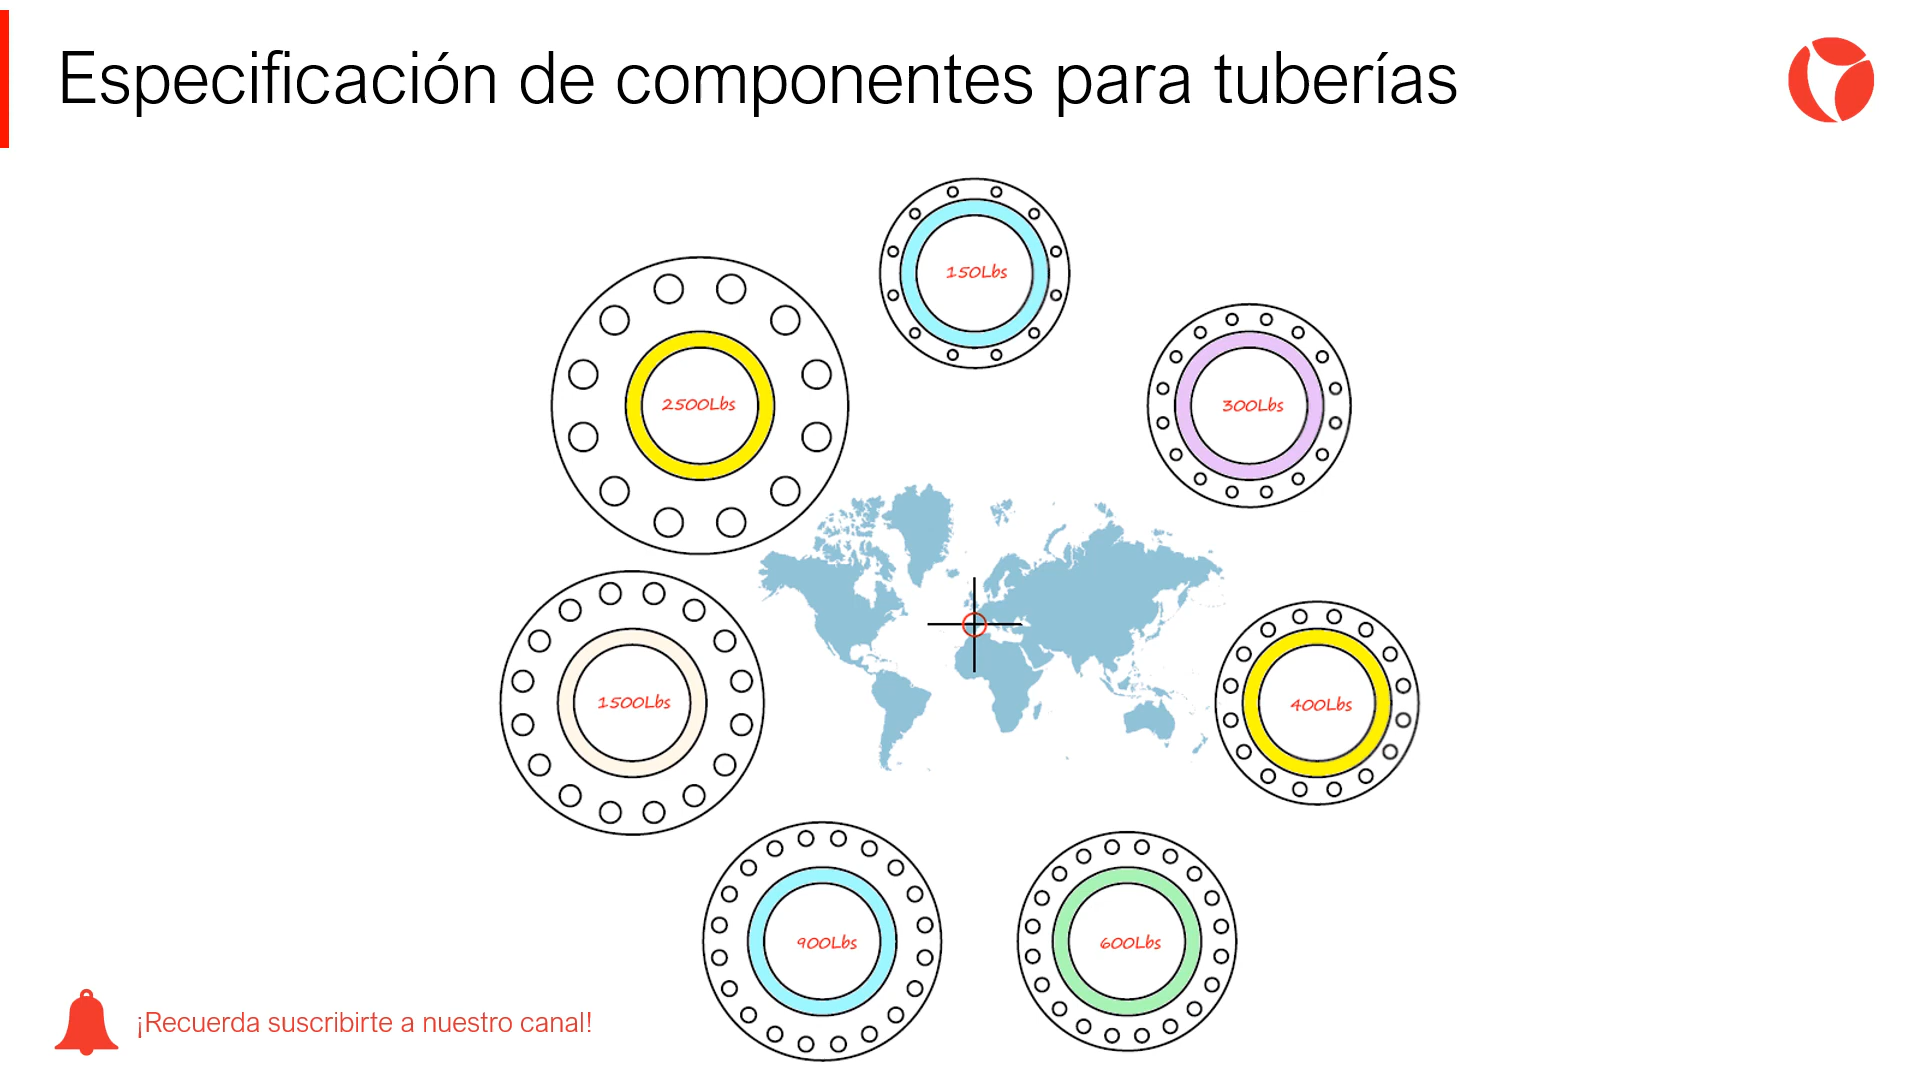 Especificación de componentes para tuberías
150Lbs
2500Lbs
300Lbs
1500Lbs
400Lbs
900Lbs
600Lbs
¡Recuerda suscribirte a nuestro canal!